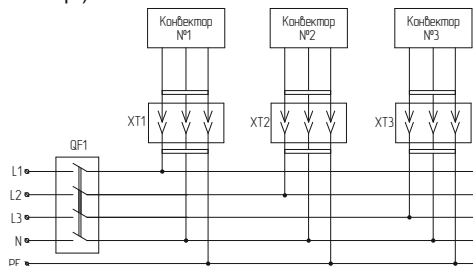 Конвектор
№1
Конвектор
№2
Конвектор
№3
XT1
XT2
XT3
QF1
L1
L2
L3
N
PE